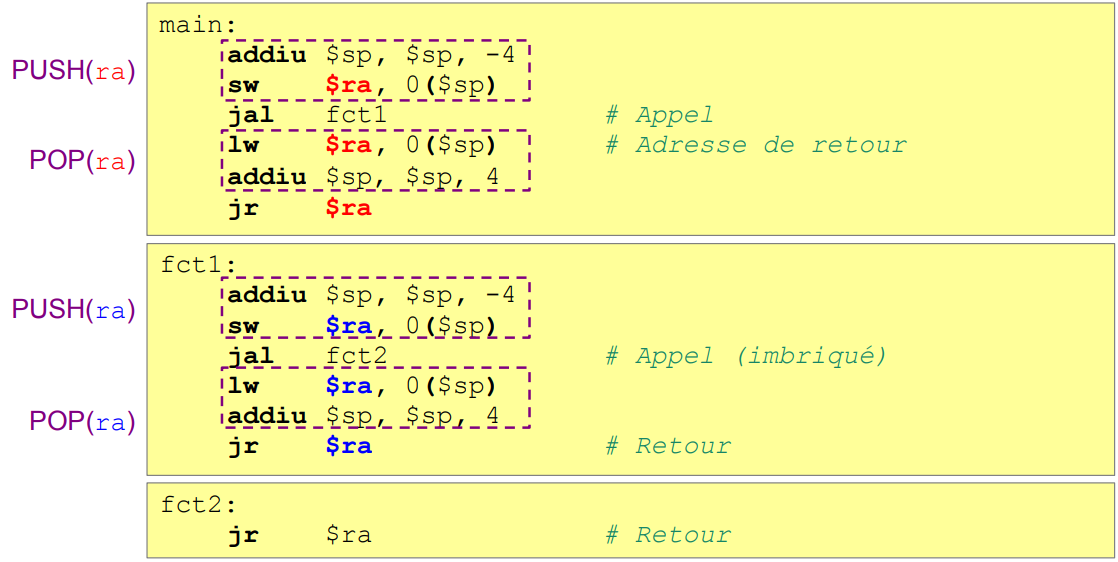 main:
PUSH(ra)
addiu $sp, $sp, -4
sw $ra, 0($sp)
jal fct1 # Appel
POP(ra)
lw $ra, 0($sp) # Adresse de retour
addiu $sp, $sp, 4
jr $ra
fct1:
PUSH(ra)
addiu $sp, $sp, -4
sw $ra, 0($sp)
jal fct2 # Appel (imbriqué)
POP(ra)
lw $ra, 0($sp)
addiu $sp, $sp, 4
jr $ra # Retour
fct2:
jr $ra # Retour